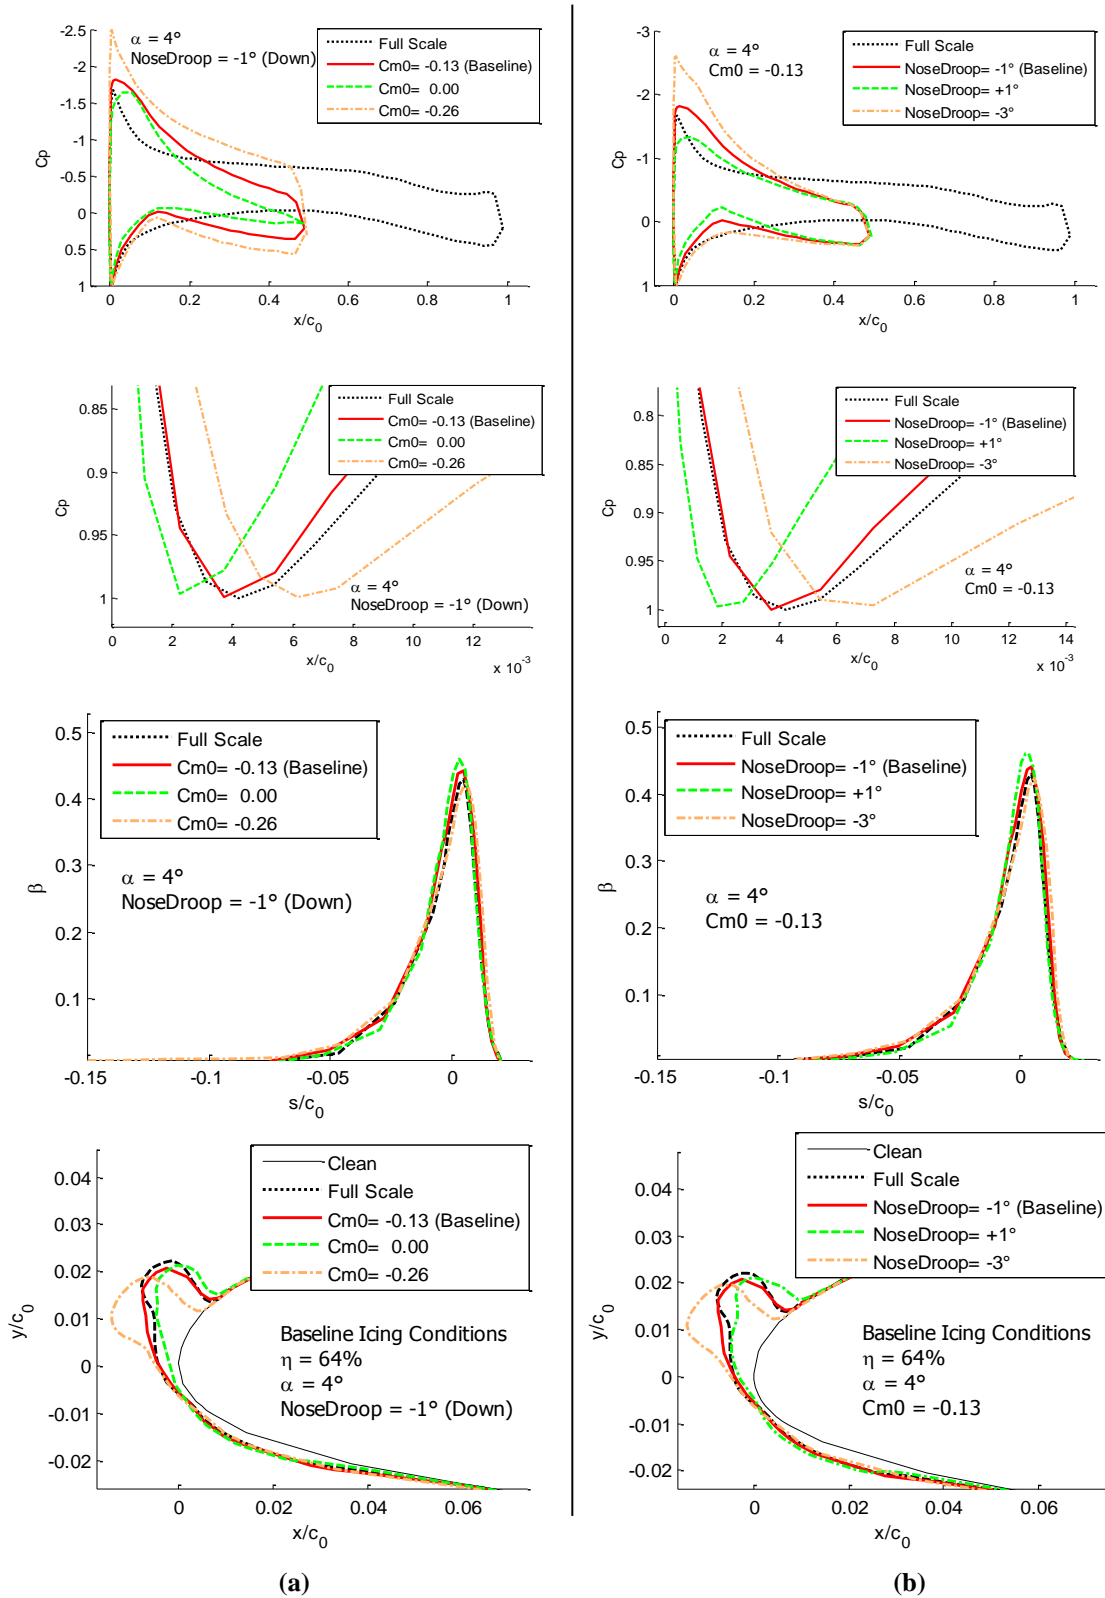 -2.5
-2
-1.5
-1
-0.5
0
0.5
1
Cp
α = 4°
NoseDroop = -1° (Down)
Full Scale
Cm0= -0.13 (Baseline)
Cm0= 0.00
Cm0= -0.26
0 0.2 0.4 0.6 0.8 1
x/c0
-3
-2
-1
0
1
Cp
α = 4°
Cm0 = -0.13
Full Scale
NoseDroop= -1° (Baseline)
NoseDroop= +1°
NoseDroop= -3°
0 0.2 0.4 0.6 0.8 1
x/c0
0.85
0.9
0.95
1
Cp
Full Scale
Cm0= -0.13 (Baseline)
Cm0= 0.00
Cm0= -0.26
α = 4°
NoseDroop = -1° (Down)
0 2 4 6 8 10 12
x/c0
x 10-3
0.8
0.85
0.9
0.95
1
Cp
Full Scale
NoseDroop= -1° (Baseline)
NoseDroop= +1°
NoseDroop= -3°
α = 4°
Cm0 = -0.13
0 2 4 6 8 10 12 14
x/c0
x 10-3
0.5
0.4
0.3
0.2
0.1
β
Full Scale
Cm0= -0.13 (Baseline)
Cm0= 0.00
Cm0= -0.26
α = 4°
NoseDroop = -1° (Down)
-0.15 -0.1 -0.05 0
s/c0
0.5
0.4
0.3
0.2
0.1
β
Full Scale
NoseDroop= -1° (Baseline)
NoseDroop= +1°
NoseDroop= -3°
α = 4°
Cm0 = -0.13
-0.15 -0.1 -0.05 0
s/c0
0.04
0.03
0.02
0.01
0
-0.01
-0.02
y/c0
Clean
Full Scale
Cm0= -0.13 (Baseline)
Cm0= 0.00
Cm0= -0.26
Baseline Icing Conditions
η = 64%
α = 4°
NoseDroop = -1° (Down)
0 0.02 0.04 0.06
x/c0
0.04
0.03
0.02
0.01
0
-0.01
-0.02
y/c0
Clean
Full Scale
NoseDroop= -1° (Baseline)
NoseDroop= +1°
NoseDroop= -3°
Baseline Icing Conditions
η = 64%
α = 4°
Cm0 = -0.13
0 0.02 0.04 0.06
x/c0
(a)
(b)